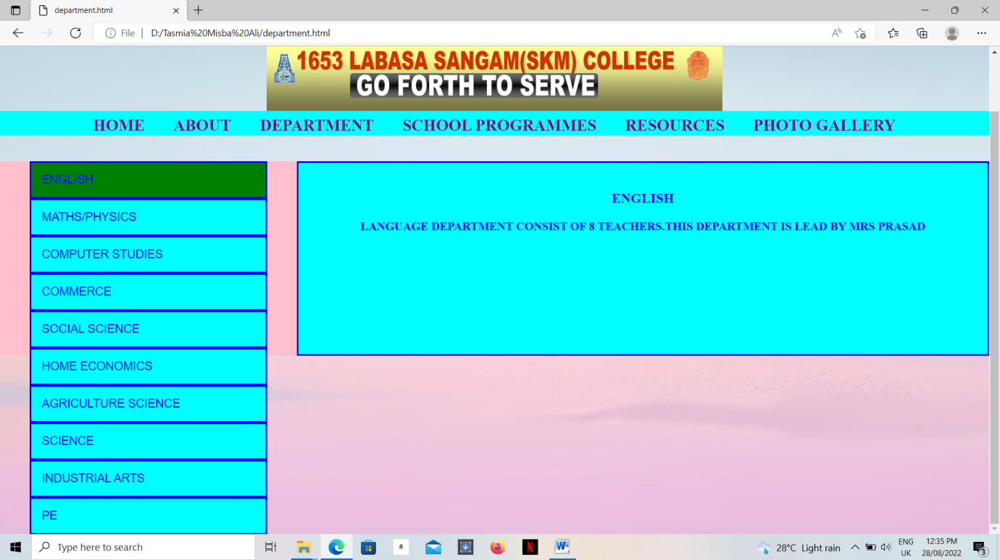 department.html
File
D:/Tasmia%20Misba%20Ali/department.html
1653 LABASA SANGAM(SKM) COLLEGE
GO FORTH TO SERVE
HOME ABOUT DEPARTMENT SCHOOL PROGRAMMES RESOURCES PHOTO GALLERY
ENGLISH
MATHS/PHYSICS
COMPUTER STUDIES
COMMERCE
SOCIAL SCIENCE
HOME ECONOMICS
AGRICULTURE SCIENCE
SCIENCE
INDUSTRIAL ARTS
PE
ENGLISH
LANGUAGE DEPARTMENT CONSIST OF 8 TEACHERS.THIS DEPARTMENT IS LEAD BY MRS PRASAD
Type here to search
a
N
W
28°C Light rain
ENG
UK
12:35 PM
28/08/2022
3